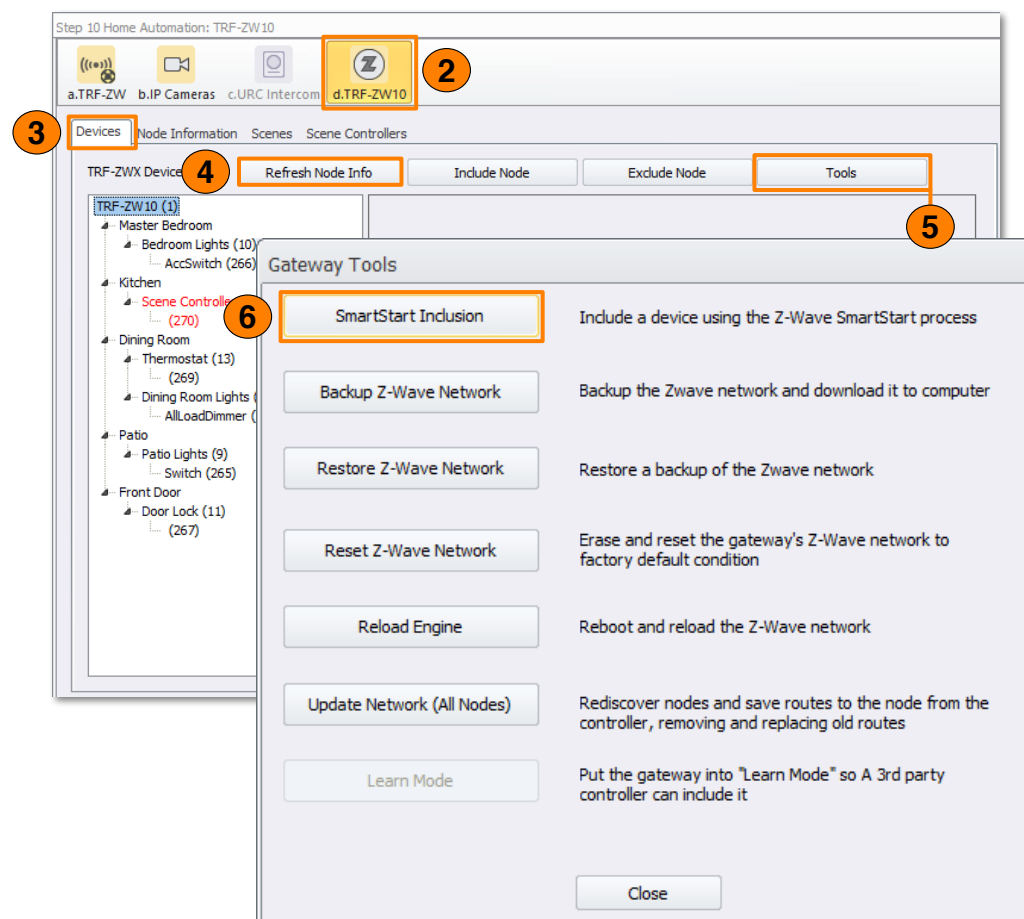 Step 10 Home Automation: TRF-ZW10
a.TRF-ZW b.IP Cameras c.URC Intercom d.TRF-ZW10
2
3
Devices Node Information Scenes Scene Controllers
TRF-ZWX Device
4
Refresh Node Info Include Node Exclude Node Tools
5
TRF-ZW10 (1)
Master Bedroom
Bedroom Lights (10)
AccSwitch (266)
Kitchen
Scene Controlle
(270)
Dining Room
Thermostat (13)
(269)
Dining Room Lights (
AllLoadDimmer (
Patio
Patio Lights (9)
Switch (265)
Front Door
Door Lock (11)
(267)
Gateway Tools
6
SmartStart Inclusion Include a device using the Z-Wave SmartStart process
Backup Z-Wave Network Backup the Zwave network and download it to computer
Restore Z-Wave Network Restore a backup of the Zwave network
Reset Z-Wave Network Erase and reset the gateway's Z-Wave network to
factory default condition
Reload Engine Reboot and reload the Z-Wave network
Update Network (All Nodes) Rediscover nodes and save routes to the node from the
controller, removing and replacing old routes
Learn Mode Put the gateway into "Learn Mode" so A 3rd party
controller can include it
Close